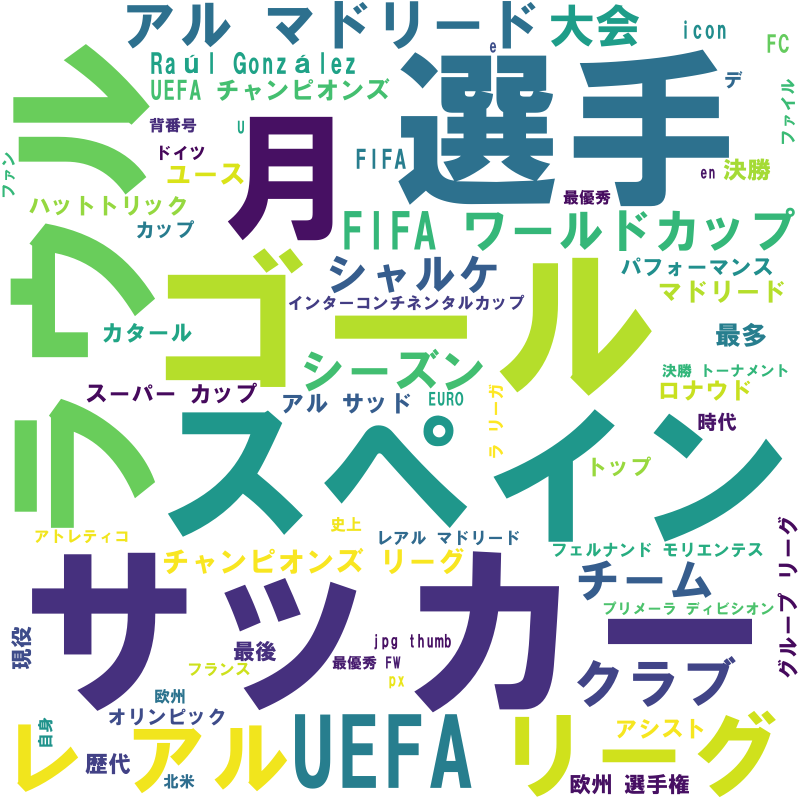 アル マドリード
大会
icon
e
FC
Raúl González
UEFA チャンピオンズ
デ
ファイル
選手
ラウール
背番号
U
月
ドイツ
FIFA
ファン
ユース
en
決勝
最優秀
ハットトリック
カップ
FIFA ワールドカップ
ゴール
シャルケ
パフォーマンス
マドリード
インターコンチネンタルカップ
カタール
最多
シーズン
決勝 トーナメント
スーパー カップ
アル サッド
EURO
ラ リーガ
ロナウド
時代
スペイン
トップ
史上
アトレティコ
レアル マドリード
フェルナンド モリエンテス
グループ リーグ
チャンピオンズ リーグ
サッカー
チーム
プリメーラ ディビシオン
現役
最後
jpg thumb
最優秀 FW
フランス
px
クラブ
欧州
オリンピック
自身
レアル
UEFA
リーグ
アシスト
歴代
北米
欧州 選手権